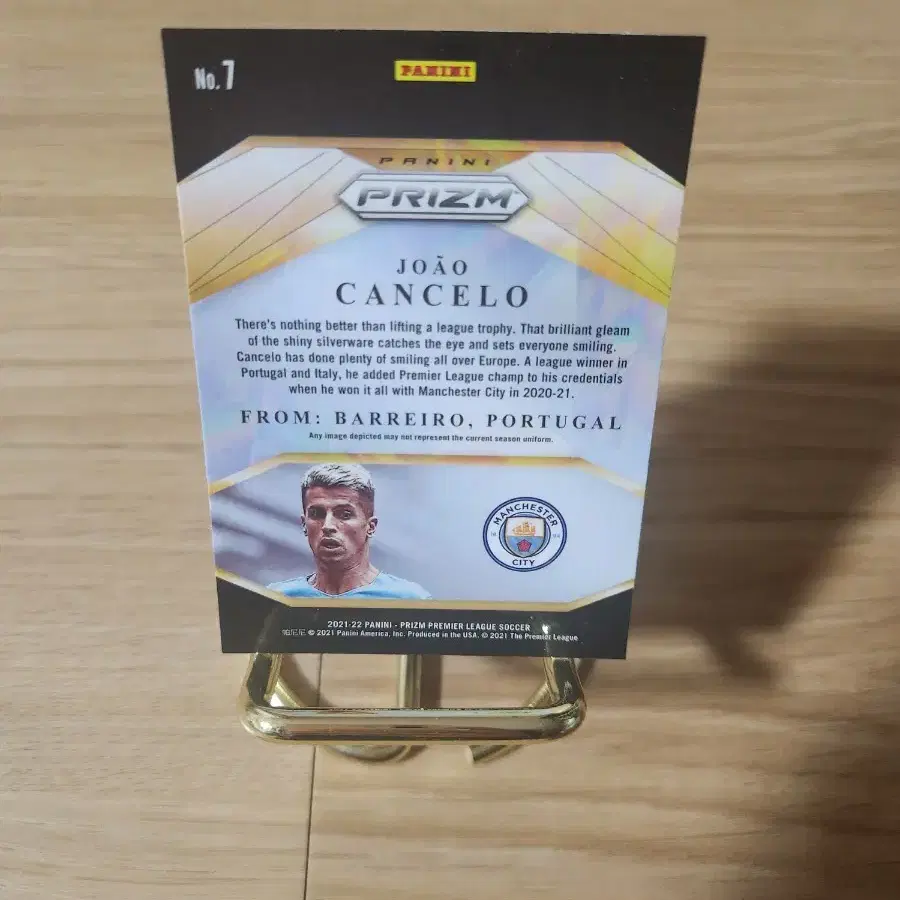 No. 7
PANINI
PANINI
PRIZM
JOÃO
CANCELO
There's nothing better than lifting a league trophy. That brilliant gleam
of the shiny silverware catches the eye and sets everyone smiling.
Cancelo has done plenty of smiling all over Europe. A league winner in
Portugal and Italy, he added Premier League champ to his credentials
when he won it all with Manchester City in 2020-21.
FROM: BARREIRO, PORTUGAL
Any image depicted may not represent the current season uniform.
MANCHESTER
CITY
2021-22 PANINI - PRIZM PREMIER LEAGUE SOCCER
© 2021 Panini America, Inc. Produced in the USA. © 2021 The Premier League